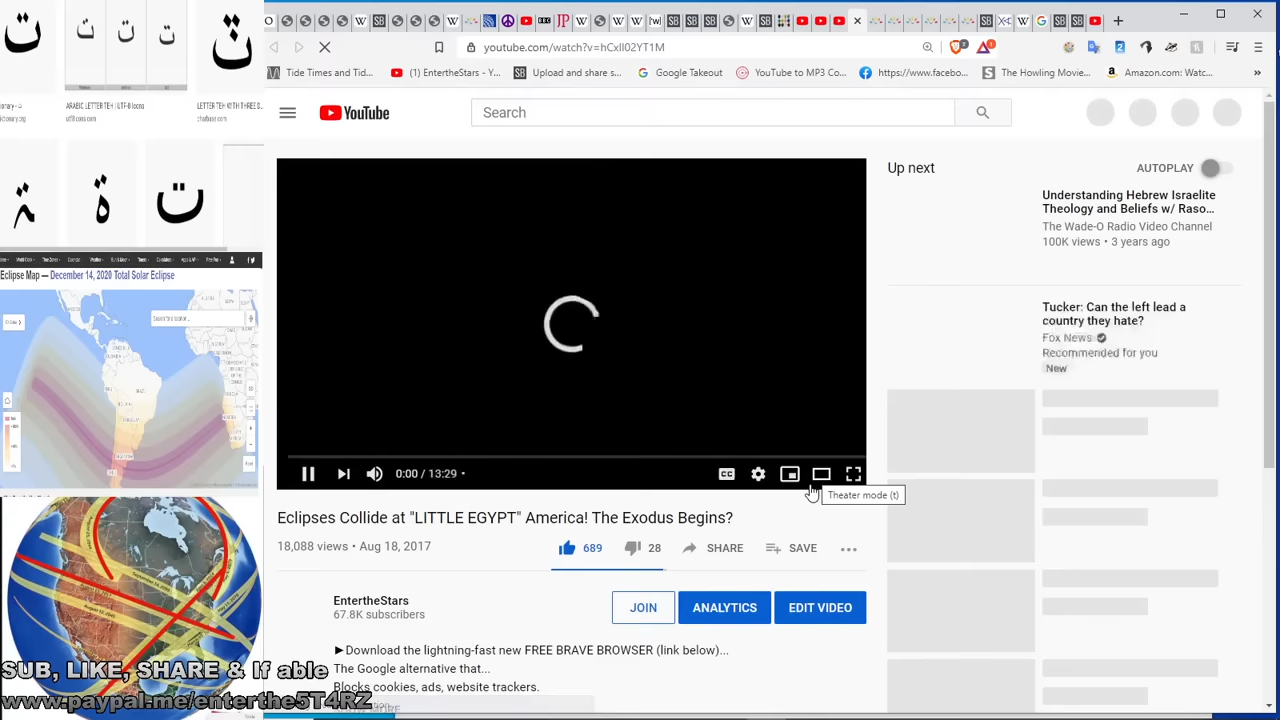 ت
ت
ت
ت
ث
ARABIC LETTER TEH | UTF-8 Icons
utf8icons.com
ة
ت
Eclipse Map — December 14, 2020 Total Solar Eclipse
SUB, LIKE, SHARE & If able
www.paypal.me/enterthe5T4RZ
youtube.com/watch?v=hCxII02YT1M
Tide Times and Tid...
(1) EntertheStars - Y...
Upload and share s...
Google Takeout
YouTube to MP3 Co...
https://www.facebo...
The Howling Movie...
Amazon.com: Watc...
YouTube
Search
0:00 / 13:29
CC
Theater mode (t)
Eclipses Collide at "LITTLE EGYPT" America! The Exodus Begins?
18,088 views • Aug 18, 2017
689
28
SHARE
SAVE
EntertheStars
67.8K subscribers
JOIN
ANALYTICS
EDIT VIDEO
►Download the lightning-fast new FREE BRAVE BROWSER (link below)...
The Google alternative that...
Blocks cookies, ads, website trackers.
SHOW MORE
Up next
AUTOPLAY
Understanding Hebrew Israelite
Theology and Beliefs w/ Raso...
The Wade-O Radio Video Channel
100K views • 3 years ago
Tucker: Can the left lead a
country they hate?
Fox News
Recommended for you
New